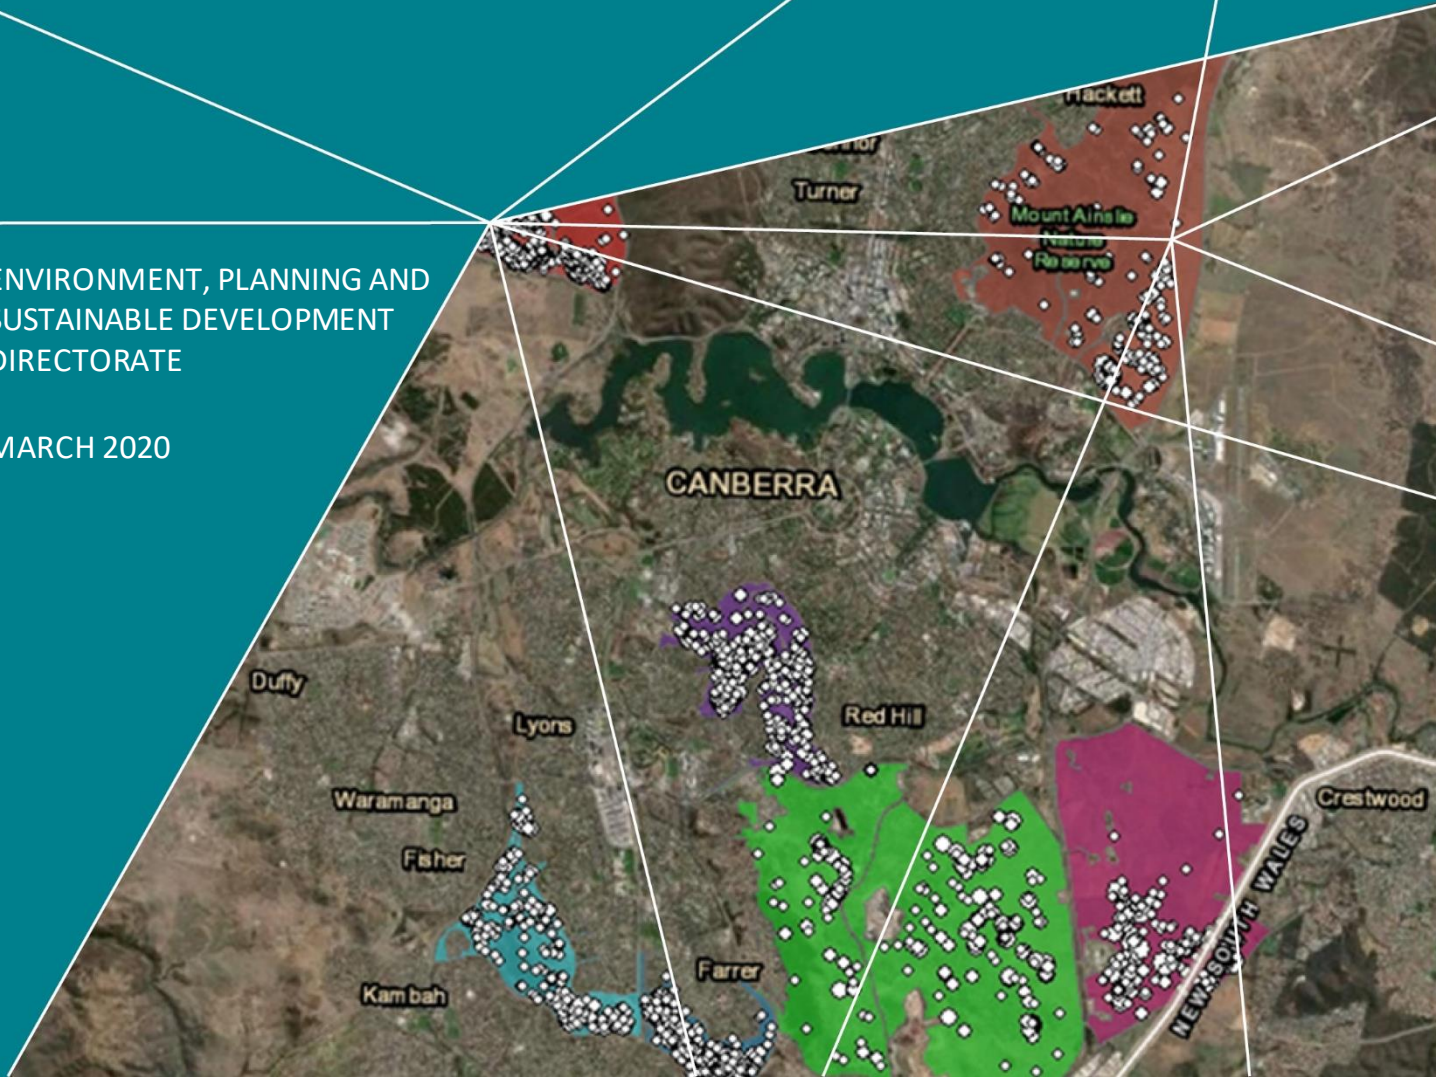 ENVIRONMENT, PLANNING AND
SUSTAINABLE DEVELOPMENT
DIRECTORATE
MARCH 2020
Hackett
Turner
Mount Ainslie
Nature
Reserve
CANBERRA
Duffy
Lyons
Red Hill
Waramanga
Crestwood
Fisher
NEW SOUTH WALES
Farrer
Kambah